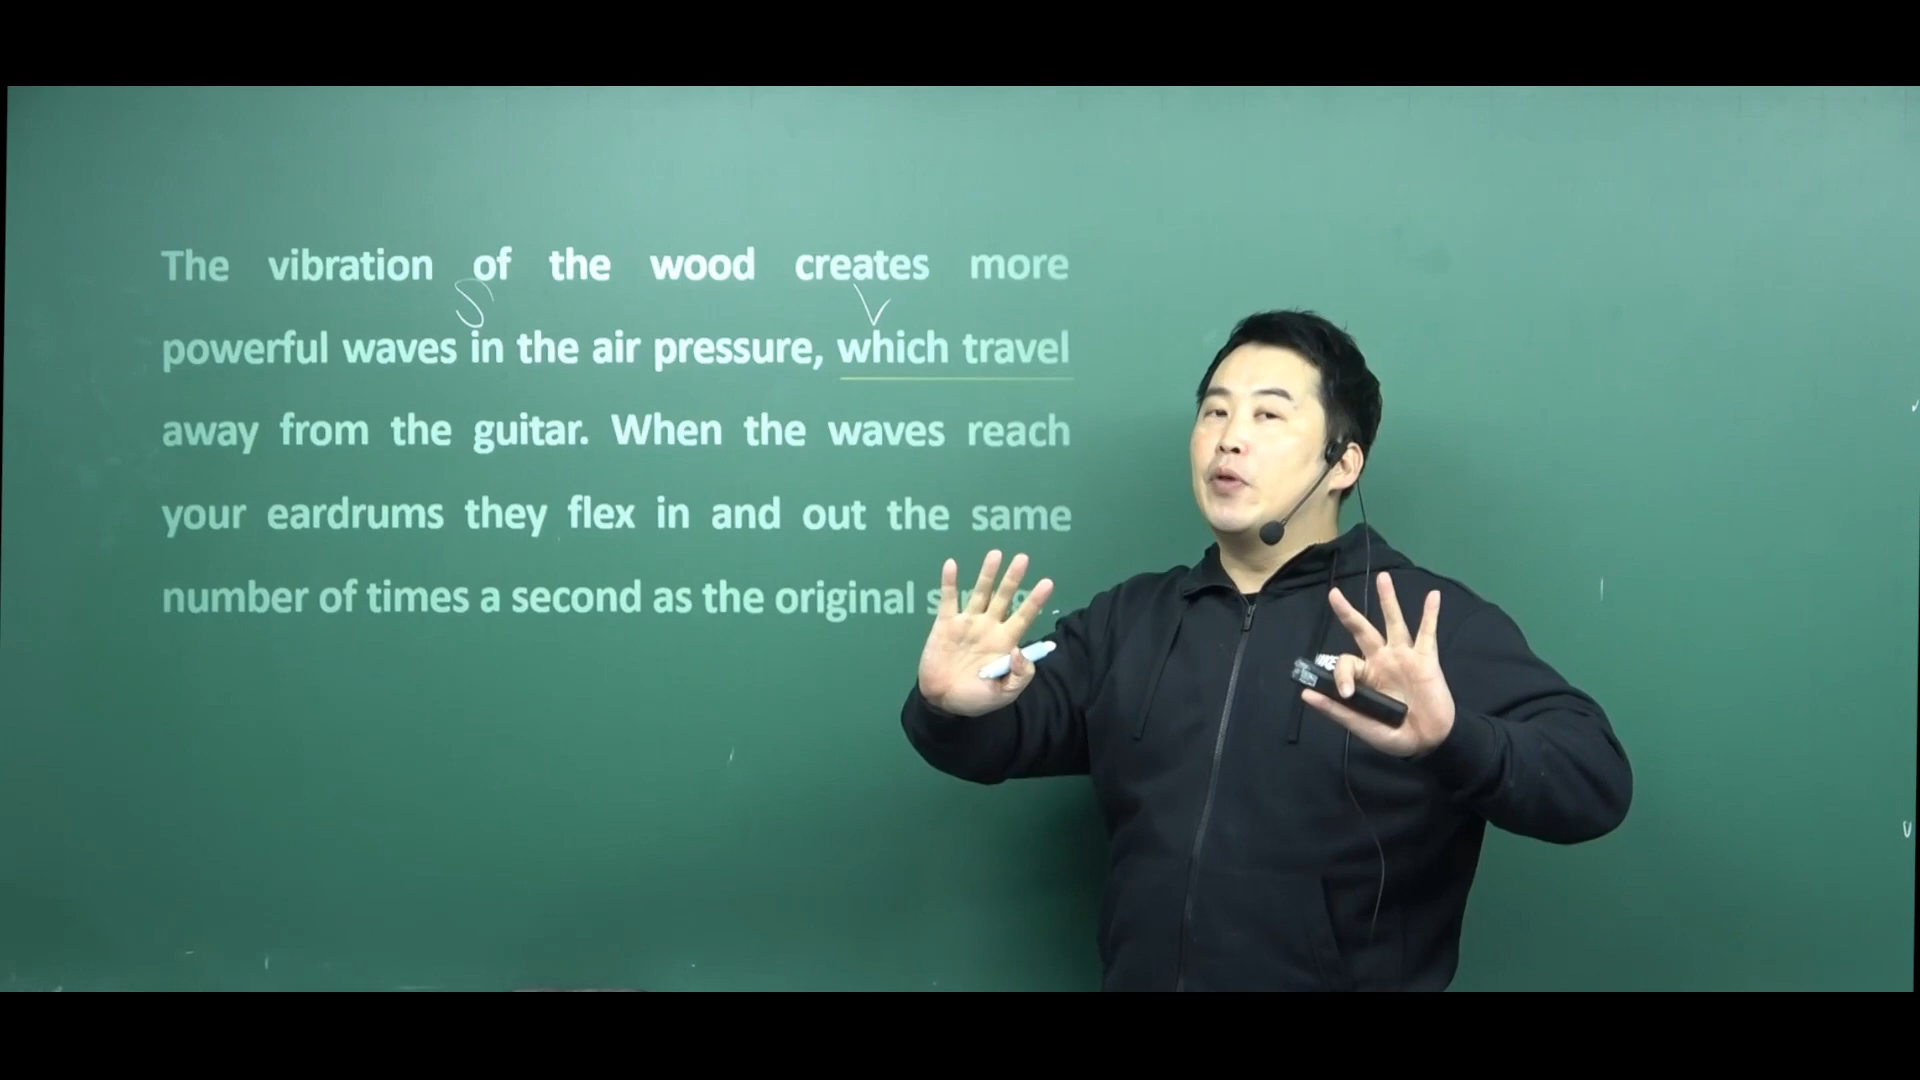 The vibration of the wood creates more
S V
powerful waves in the air pressure, which travel
away from the guitar. When the waves reach
your eardrums they flex in and out the same
number of times a second as the original